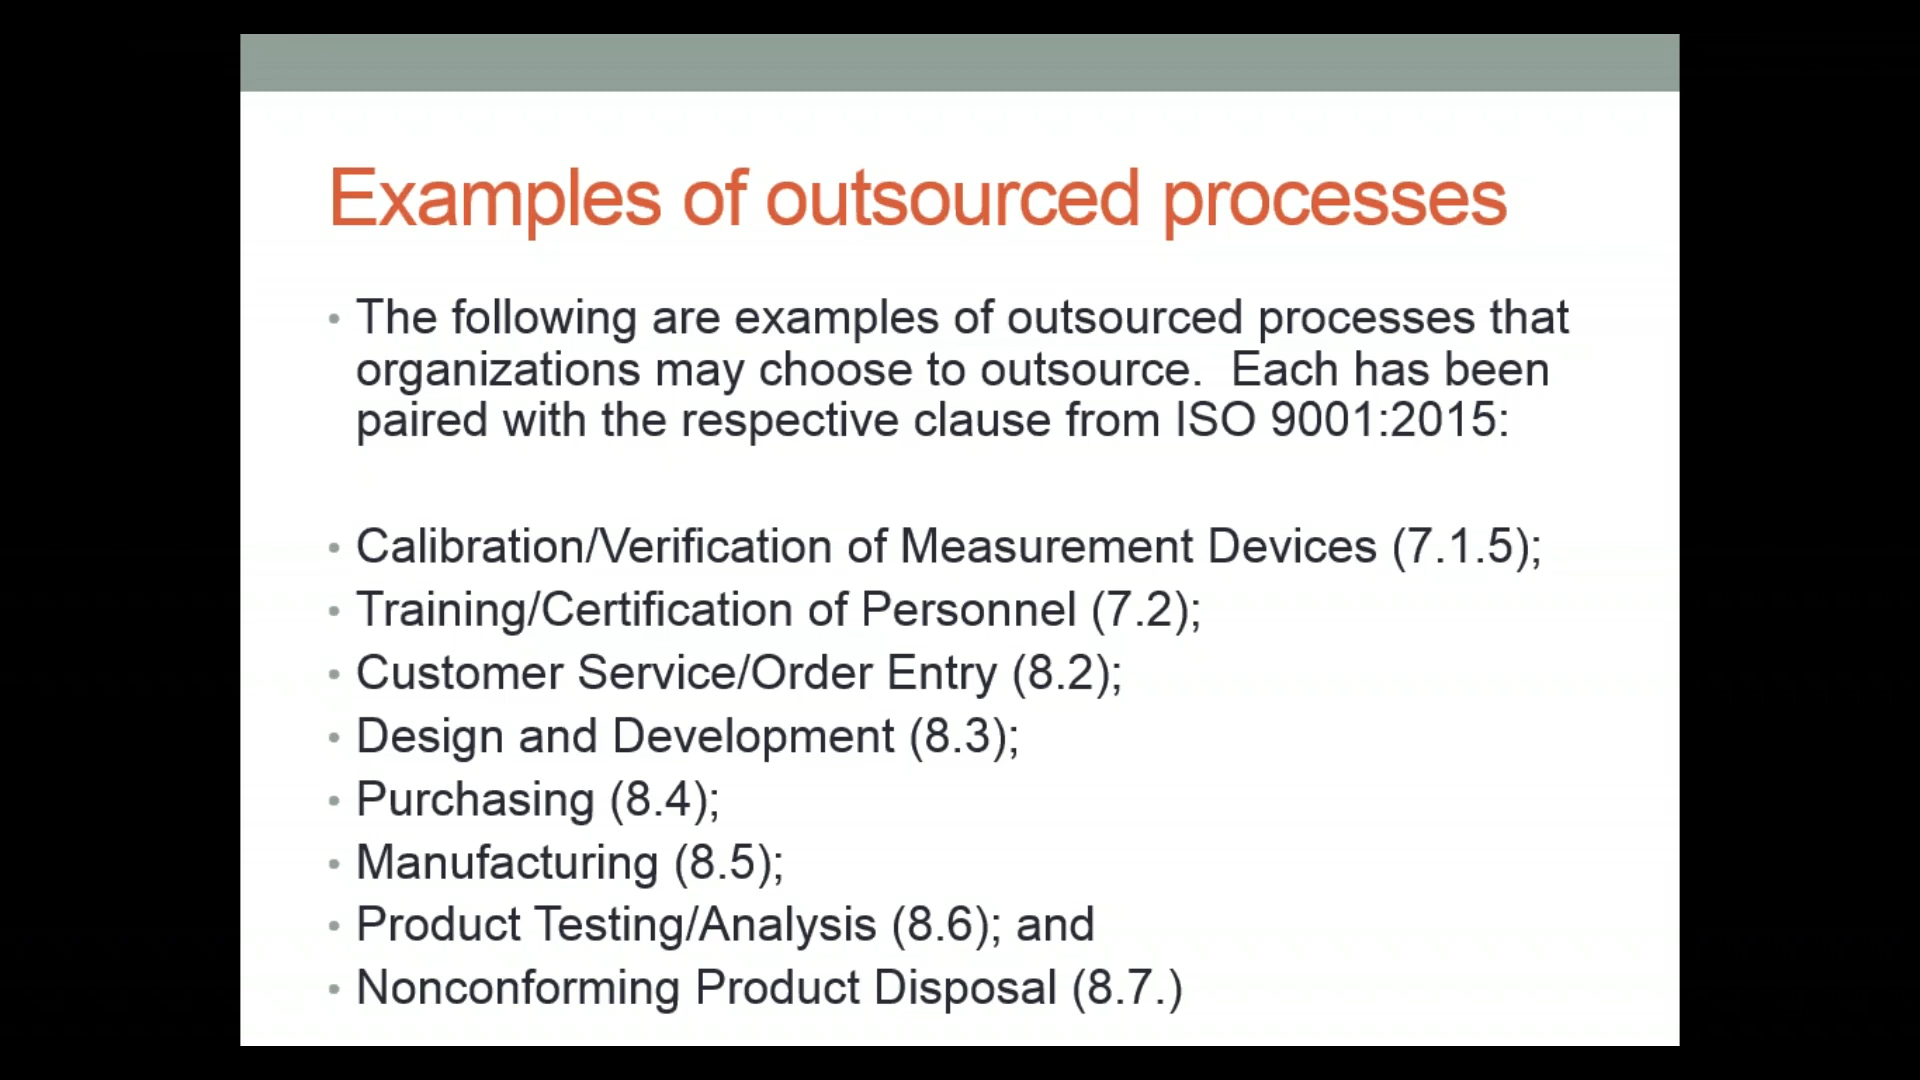 Examples of outsourced processes
• The following are examples of outsourced processes that
organizations may choose to outsource.  Each has been
paired with the respective clause from ISO 9001:2015:
• Calibration/Verification of Measurement Devices (7.1.5);
• Training/Certification of Personnel (7.2);
• Customer Service/Order Entry (8.2);
• Design and Development (8.3);
• Purchasing (8.4);
• Manufacturing (8.5);
• Product Testing/Analysis (8.6); and
• Nonconforming Product Disposal (8.7.)